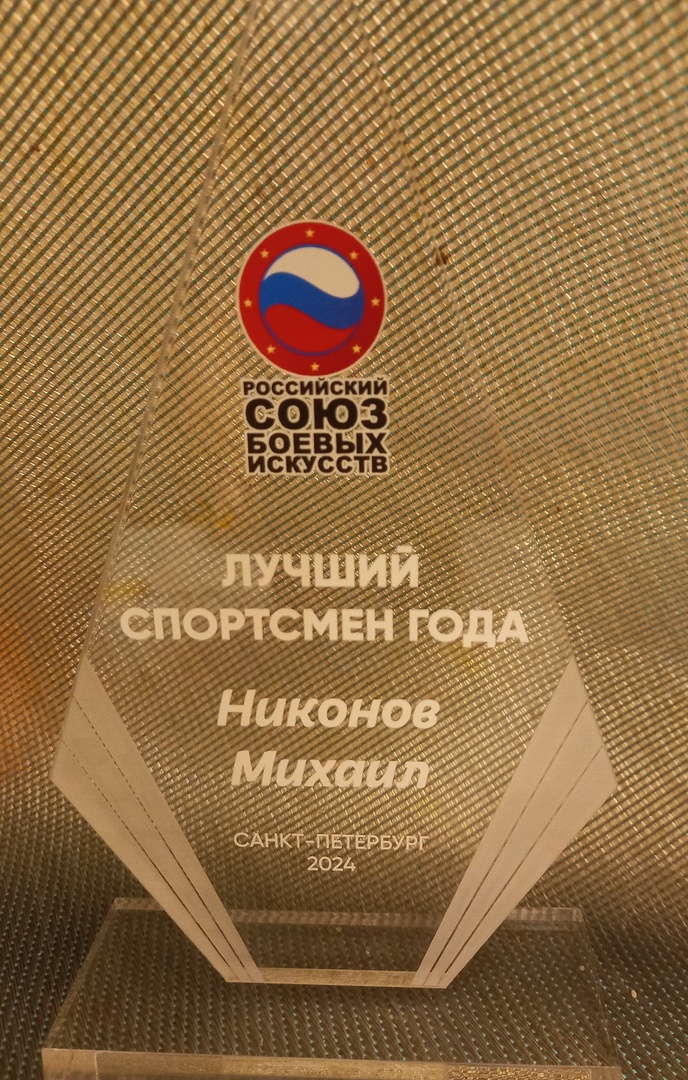 РОССИЙСКИЙ
СОЮЗ
БОЕВЫХ
ИСКУССТВ
ЛУЧШИЙ
СПОРТСМЕН ГОДА
Никонов
Михаил
САНКТ-ПЕТЕРБУРГ
2024